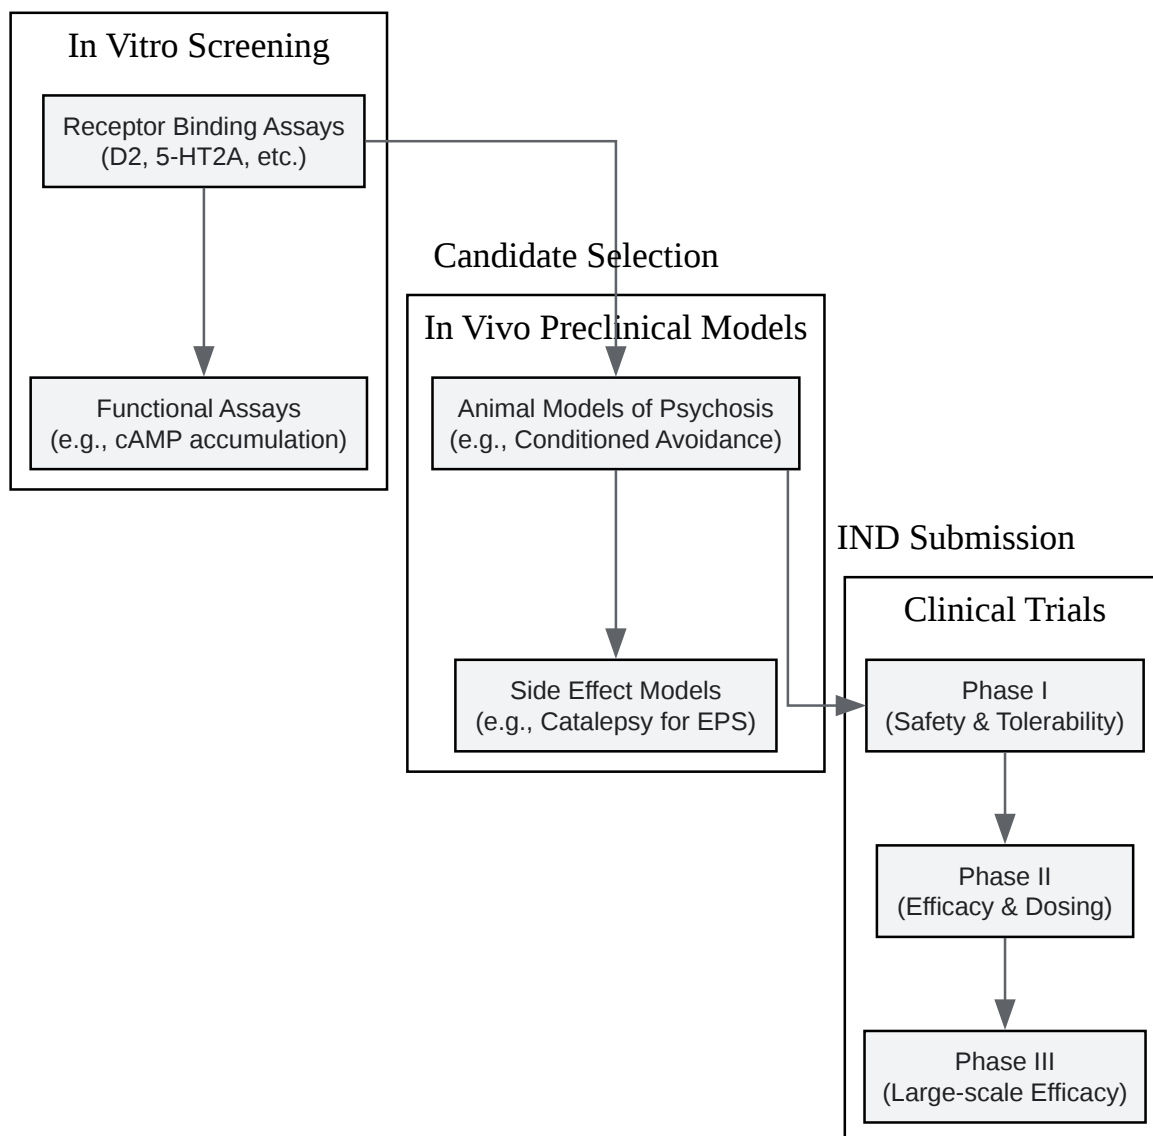 In Vitro Screening
Receptor Binding Assays
(D2, 5-HT2A, etc.)
Functional Assays
(e.g., cAMP accumulation)
Candidate Selection
In Vivo Preclinical Models
Animal Models of Psychosis
(e.g., Conditioned Avoidance)
Side Effect Models
(e.g., Catalepsy for EPS)
IND Submission
Clinical Trials
Phase I
(Safety & Tolerability)
Phase II
(Efficacy & Dosing)
Phase III
(Large-scale Efficacy)